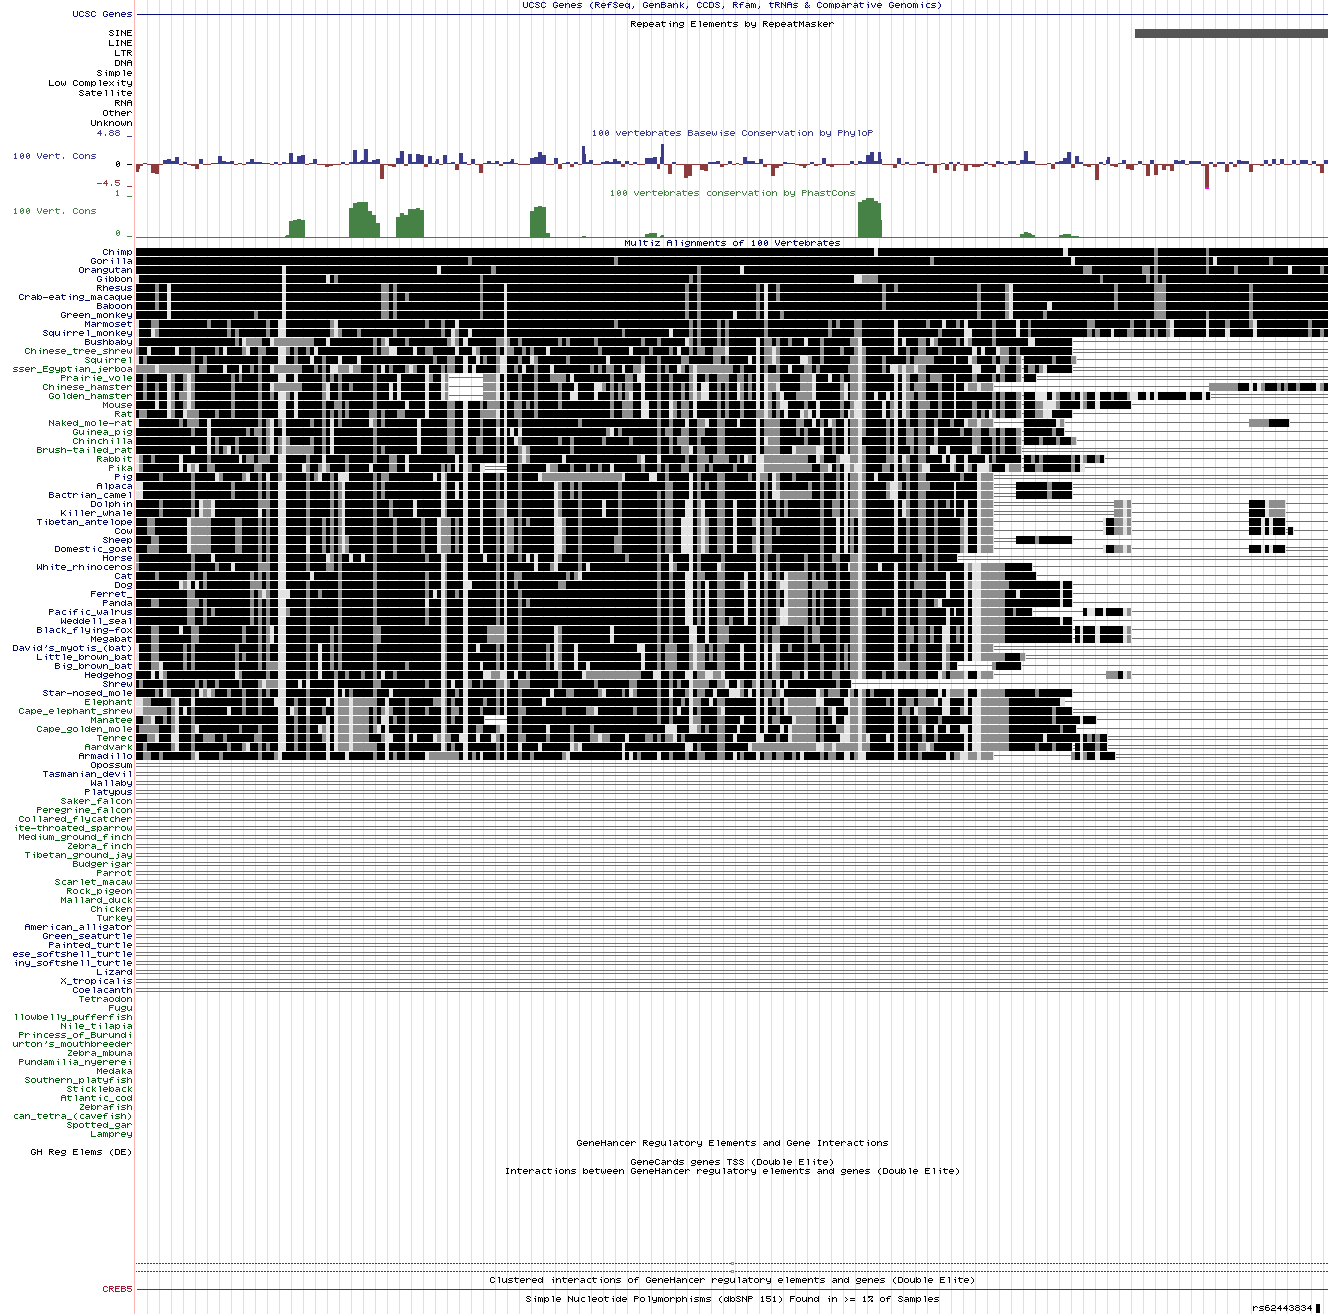 UCSC Genes (RefSeq, GenBank, CCDS, Rfam, tRNAs & Comparative Genomics)
UCSC Genes
Repeating Elements by RepeatMasker
SINE
LINE
LTR
DNA
Simple
Low Complexity
Satellite
RNA
Other
Unknown
4.88 _
100 vertebrates Basewise Conservation by PhyloP
100 Vert. Cons
0 -
-4.5 _
1 _
100 vertebrates conservation by PhastCons
100 Vert. Cons
0 _
Multiz Alignments of 100 Vertebrates
Chimp
Gorilla
Orangutan
Gibbon
Rhesus
Crab-eating_macaque
Baboon
Green_monkey
Marmoset
Squirrel_monkey
Bushbaby
Chinese_tree_shrew
Squirrel
sser_Egyptian_jerboa
Prairie_vole
Chinese_hamster
Golden_hamster
Mouse
Rat
Naked_mole-rat
Guinea_pig
Chinchilla
Brush-tailed_rat
Rabbit
Pika
Pig
Alpaca
Bactrian_camel
Dolphin
Killer_whale
Tibetan_antelope
Cow
Sheep
Domestic_goat
Horse
White_rhinoceros
Cat
Dog
Ferret_
Panda
Pacific_walrus
Weddell_seal
Black_flying-fox
Megabat
David's_myotis_(bat)
Little_brown_bat
Big_brown_bat
Hedgehog
Shrew
Star-nosed_mole
Elephant
Cape_elephant_shrew
Manatee
Cape_golden_mole
Tenrec
Aardvark
Armadillo
Opossum
Tasmanian_devil
Wallaby
Platypus
Saker_falcon
Peregrine_falcon
Collared_flycatcher
ite-throated_sparrow
Medium_ground_finch
Zebra_finch
Tibetan_ground_jay
Budgerigar
Parrot
Scarlet_macaw
Rock_pigeon
Mallard_duck
Chicken
Turkey
American_alligator
Green_seaturtle
Painted_turtle
ese_softshell_turtle
iny_softshell_turtle
Lizard
X_tropicalis
Coelacanth
Tetraodon
Fugu
llowbelly_pufferfish
Nile_tilapia
Princess_of_Burundi
urton's_mouthbreeder
Zebra_mbuna
Pundamilia_nyererei
Medaka
Southern_platyfish
Stickleback
Atlantic_cod
Zebrafish
can_tetra_(cavefish)
Spotted_gar
Lamprey
GeneHancer Regulatory Elements and Gene Interactions
GH Reg Elems (DE)
GeneCards genes TSS (Double Elite)
Interactions between GeneHancer regulatory elements and genes (Double Elite)
Clustered interactions of GeneHancer regulatory elements and genes (Double Elite)
CREB5
Simple Nucleotide Polymorphisms (dbSNP 151) Found in >= 1% of Samples
rs62443834